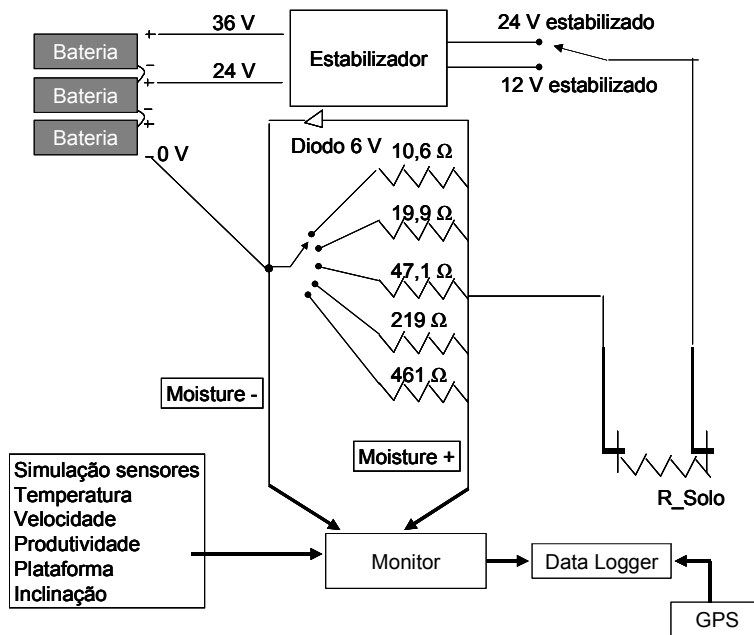 36 V
24 V estabilizado
Bateria
+
Estabilizador
–
24 V
Bateria
+
12 V estabilizado
–
+
Bateria
– 0 V
Diodo 6 V
10,6 Ω
19,9 Ω
47,1 Ω
219 Ω
461 Ω
Moisture -
Moisture +
Simulação sensores
Temperatura
Velocidade
Produtividade
Plataforma
Inclinação
R_Solo
Monitor
Data Logger
GPS